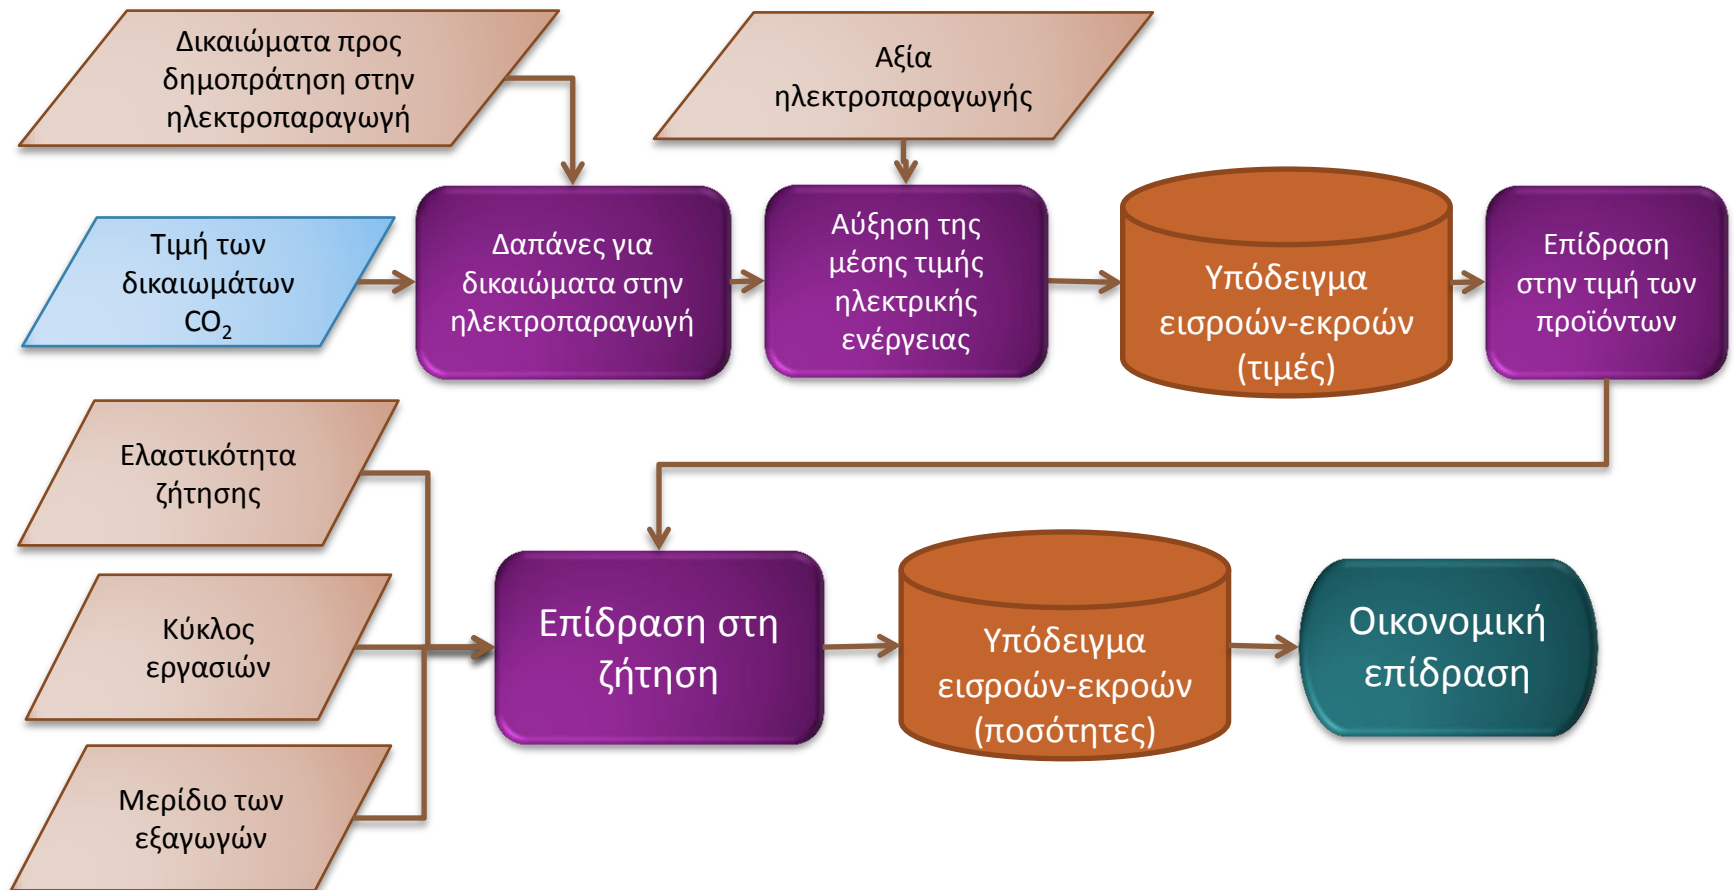 Δικαιώματα προς
δημοπράτηση στην
ηλεκτροπαραγωγή
Αξία
ηλεκτροπαραγωγής
Τιμή των
δικαιωμάτων
CO₂
Δαπάνες για
δικαιώματα στην
ηλεκτροπαραγωγή
Αύξηση της
μέσης τιμής
ηλεκτρικής
ενέργειας
Υπόδειγμα
εισροών-εκροών
(τιμές)
Επίδραση
στην τιμή των
προϊόντων
Ελαστικότητα
ζήτησης
Κύκλος
εργασιών
Μερίδιο των
εξαγωγών
Επίδραση στη
ζήτηση
Υπόδειγμα
εισροών-εκροών
(ποσότητες)
Οικονομική
επίδραση